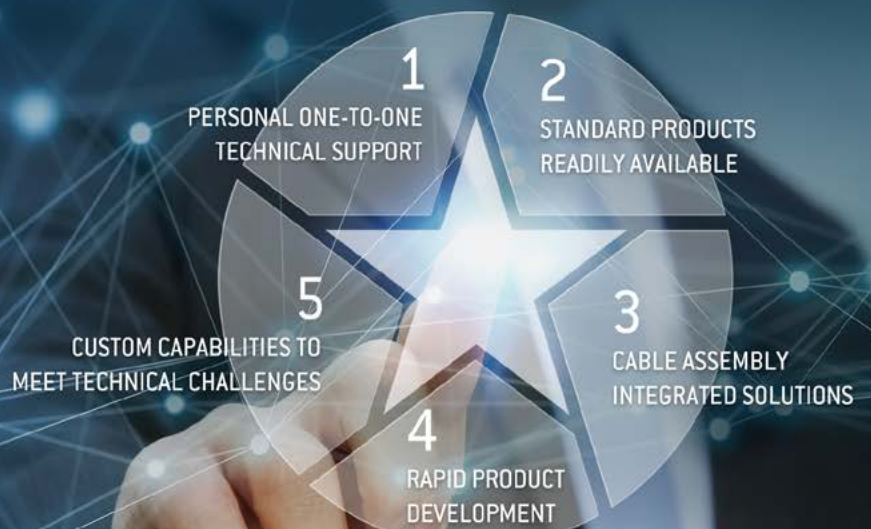 1
PERSONAL ONE-TO-ONE
TECHNICAL SUPPORT
2
STANDARD PRODUCTS
READILY AVAILABLE
3
CABLE ASSEMBLY
INTEGRATED SOLUTIONS
4
RAPID PRODUCT
DEVELOPMENT
5
CUSTOM CAPABILITIES TO
MEET TECHNICAL CHALLENGES